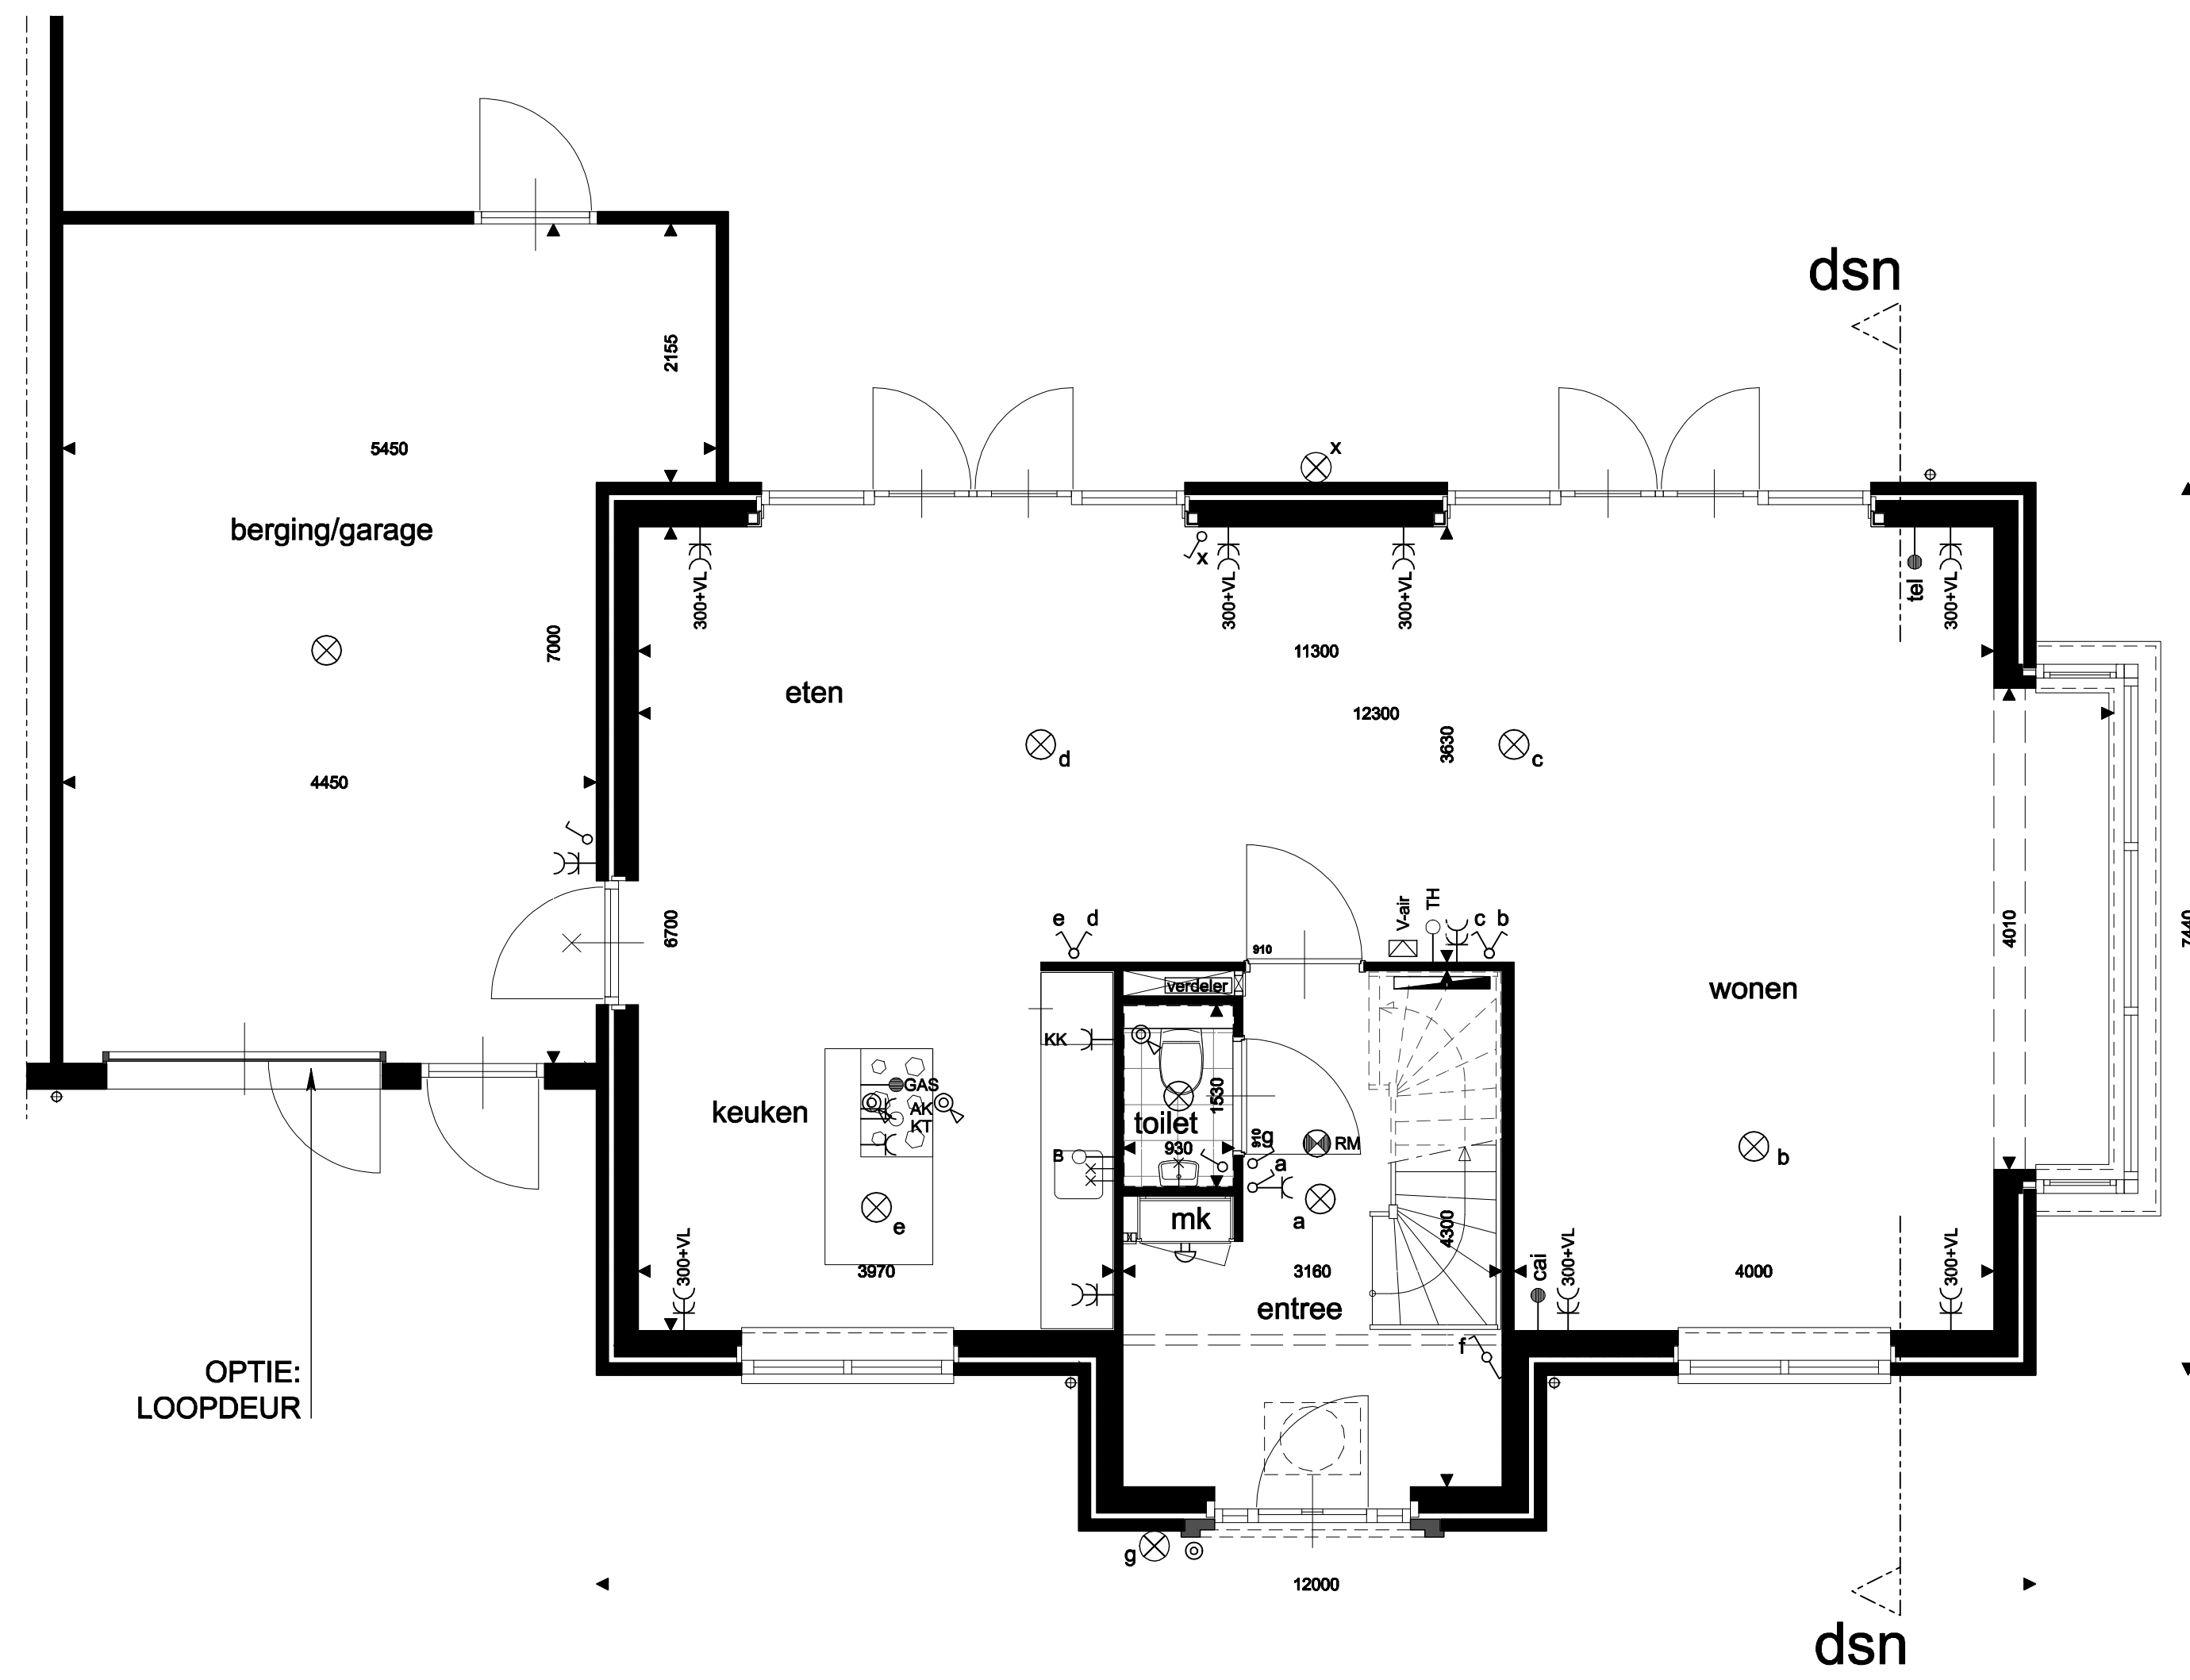 dsn
2155
5450
x
berging/garage
x
300+VL
300+VL
300+VL
tel
300+VL
7000
11300
eten
12300
3630
d
c
4450
6700
e d
910
V-air
TH
c b
4010
7440
verdeler
wonen
KK
GAS
AK
KT
keuken
1530
toilet
930
910
g
RM
B
a
b
mk
a
e
4300
300+VL
3970
3160
cai
300+VL
4000
300+VL
entree
f
OPTIE:
LOOPDEUR
g
12000
dsn